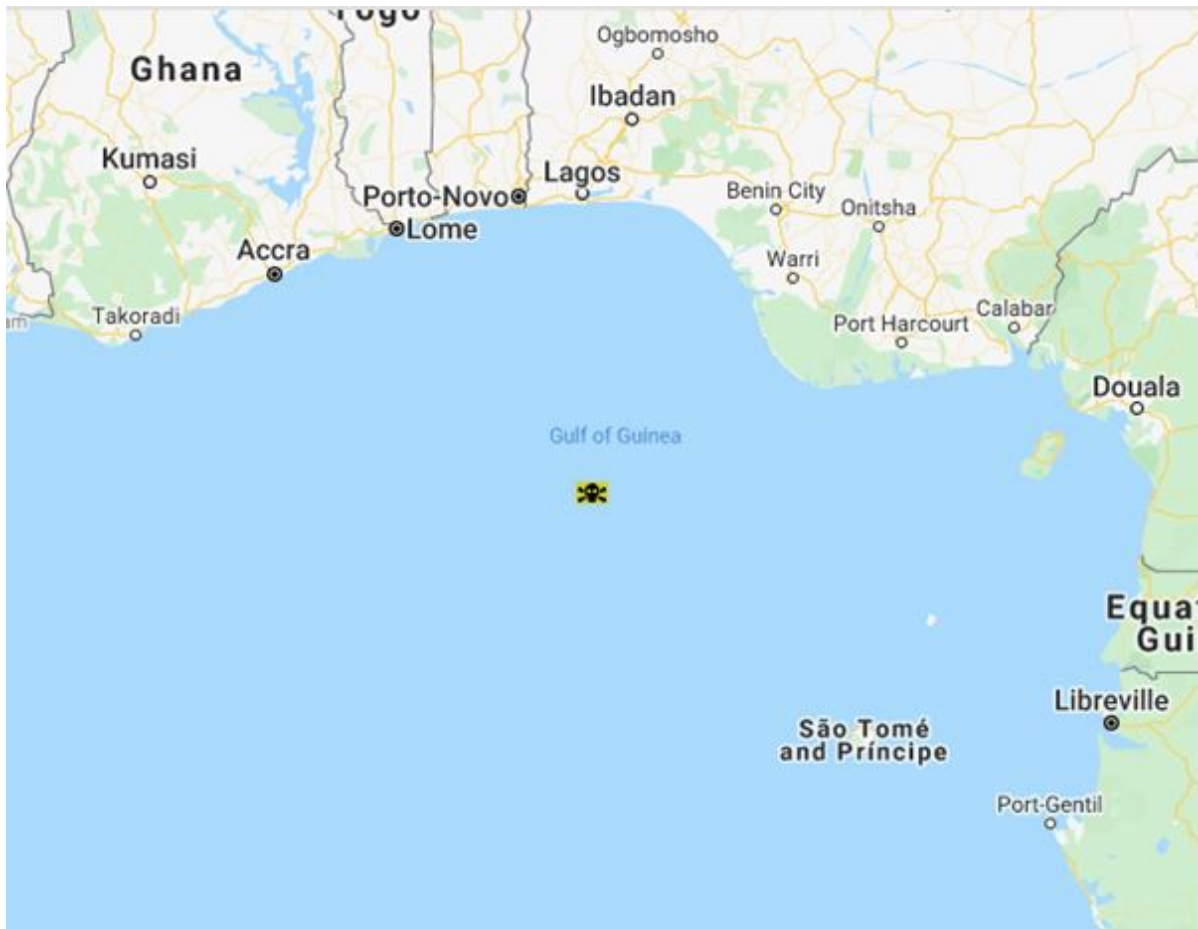 Togo
Ogbomosho
Ghana
Ibadan
Kumasi
Lagos
Porto-Novo
Benin City
Onitsha
Lome
Accra
Warri
Takoradi
Calabar
Port Harcourt
Douala
Gulf of Guinea
Equat
Gui
Libreville
São Tomé
and Príncipe
Port-Gentil